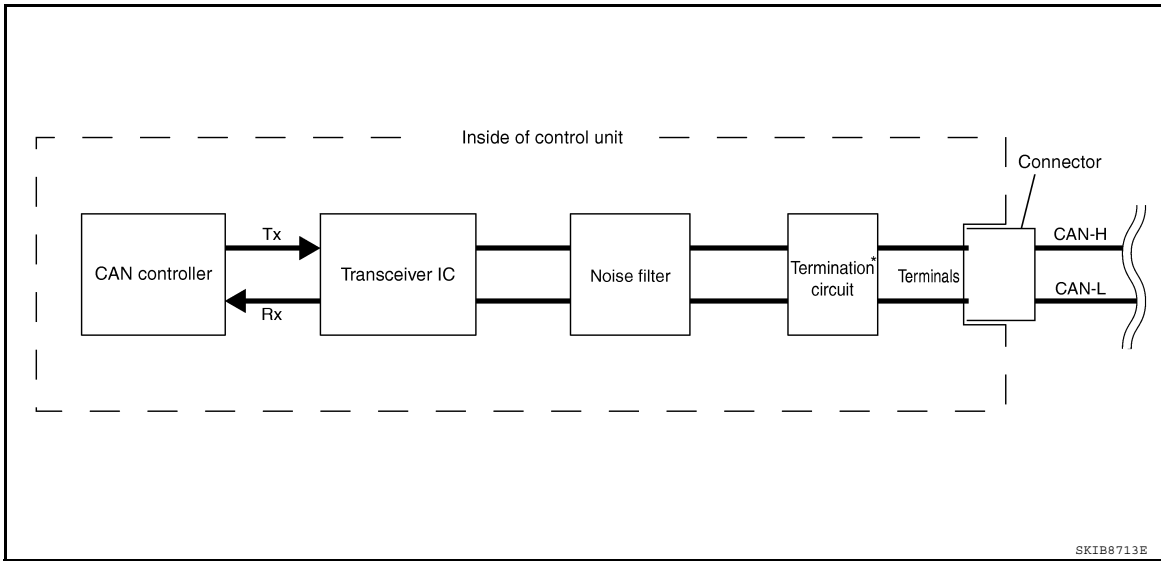 Inside of control unit
Connector
CAN controller
Tx
Rx
Transceiver IC
Noise filter
Termination*
circuit
Terminals
CAN-H
CAN-L
SKIB8713E